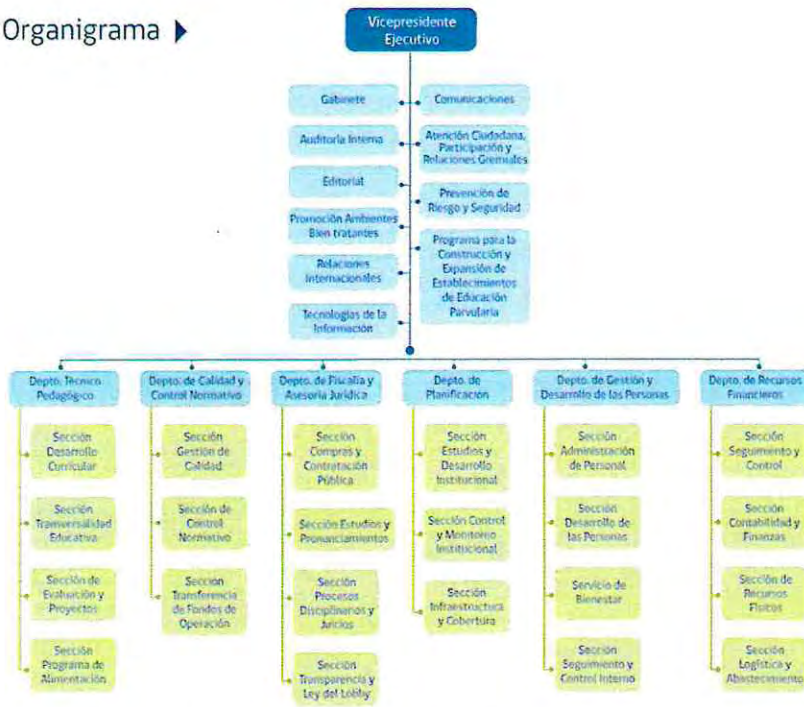 Organigrama
Vicepresidente
Ejecutivo
Gabinete
Comunicaciones
Auditoría Interna
Atención Ciudadana,
Participación y
Relaciones Gremiales
Editorial
Prevención de
Riesgo y Seguridad
Promoción Ambientes
Bien tratantes
Programa para la
Construcción y
Expansión de
Establecimientos
de Educación
Parvularia
Relaciones
Internacionales
Tecnologías de la
Información
Depto. Técnico
Pedagógico
Depto. de Calidad y
Control Normativo
Depto. de Fiscalía y
Asesoría Jurídica
Depto. de
Planificación
Depto. de Gestión y
Desarrollo de las Personas
Depto. de Recursos
Financieros
Sección
Desarrollo
Curricular
Sección
Transversalidad
Educativa
Sección de
Evaluación y
Proyectos
Sección
Programa de
Alimentación
Sección
Gestión de
Calidad
Sección de
Control
Normativo
Sección
Transferencia
de Fondos de
Operación
Sección
Compras y
Contratación
Pública
Sección Estudios y
Pronunciamientos
Sección
Procesos
Disciplinarios y
Juicios
Sección
Transparencia y
Ley del Lobby
Sección
Estudios y
Desarrollo
Institucional
Sección Control
y Monitoreo
Institucional
Sección
Infraestructura
y Cobertura
Sección
Administración
de Personal
Sección
Desarrollo de
las Personas
Servicio de
Bienestar
Sección
Seguimiento y
Control Interno
Sección
Seguimiento y
Control
Sección
Contabilidad y
Finanzas
Sección de
Recursos
Físicos
Sección
Logística y
Abastecimiento